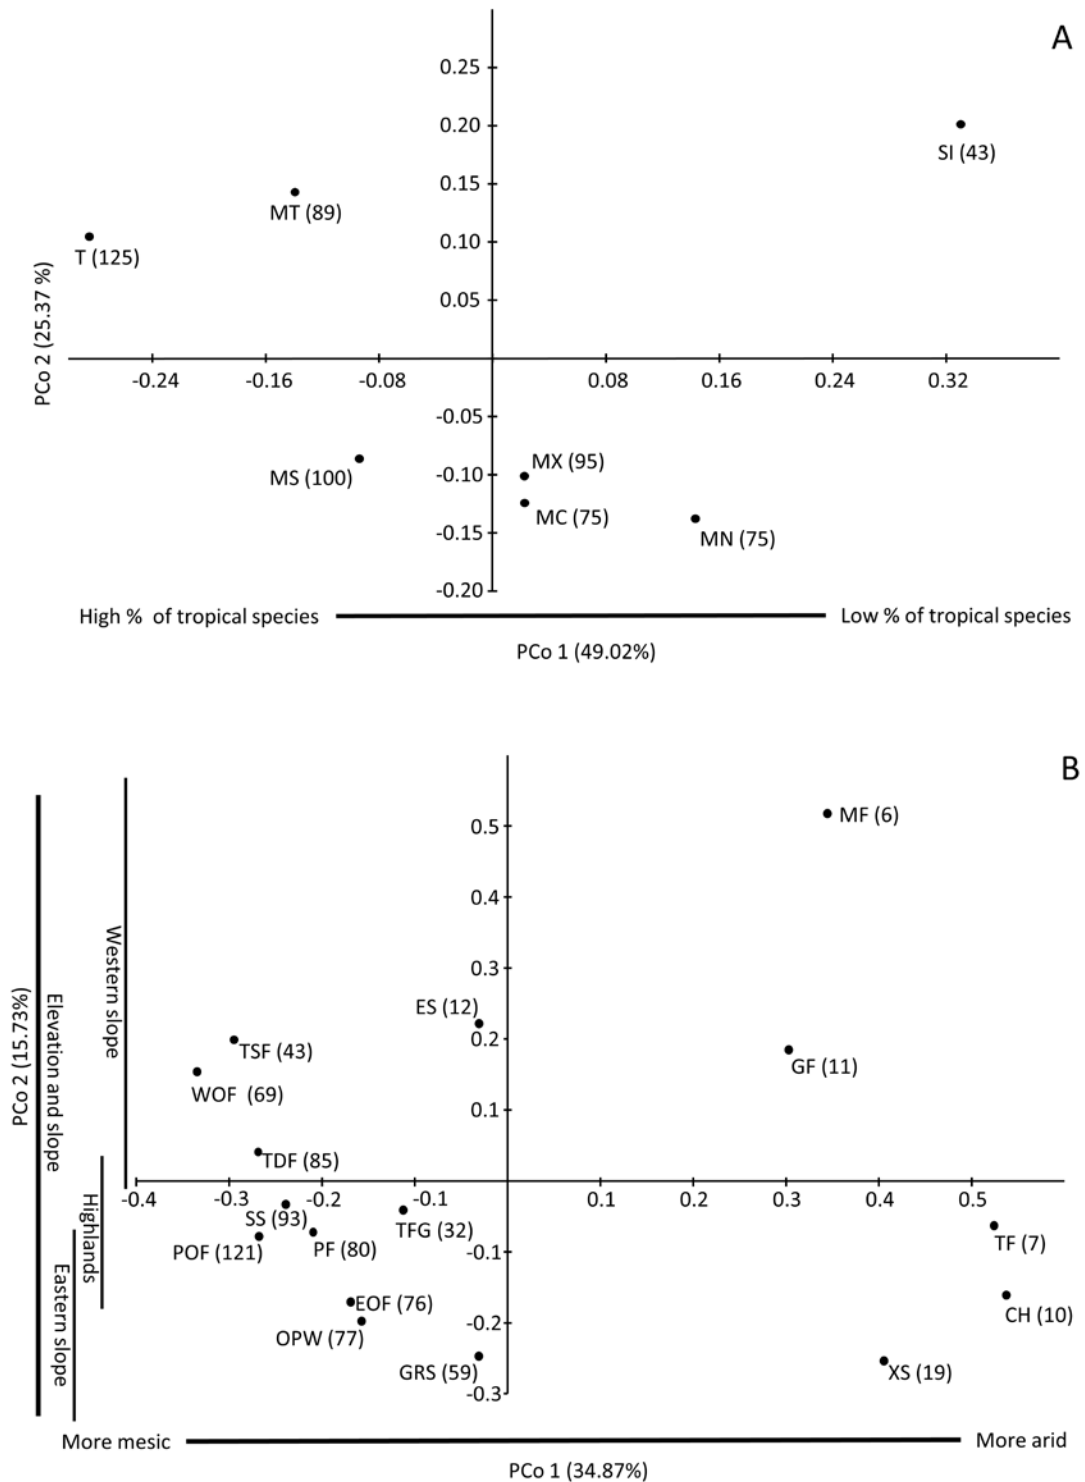 A
0.25
0.20
SI (43)
0.15
MT (89)
0.10
T (125)
0.05
PCo 2 (25.37 %)
-0.24 -0.16 -0.08 0.08 0.16 0.24 0.32
-0.05
MX (95)
-0.10
MS (100)
MC (75)
-0.15
MN (75)
-0.20
High % of tropical species
Low % of tropical species
PCo 1 (49.02%)
B
MF (6)
0.5
0.4
0.3
ES (12)
0.2
TSF (43)
GF (11)
WOF (69)
0.1
TDF (85)
-0.4 -0.3 -0.2 -0.1 0.1 0.2 0.3 0.4 0.5
SS (93)
TFG (32)
POF (121)
PF (80)
-0.1
TF (7)
EOF (76)
CH (10)
-0.2
OPW (77)
GRS (59)
XS (19)
-0.3
PCo 2 (15.73%)
Elevation and slope
Western slope
Highlands
Eastern slope
More mesic
More arid
PCo 1 (34.87%)